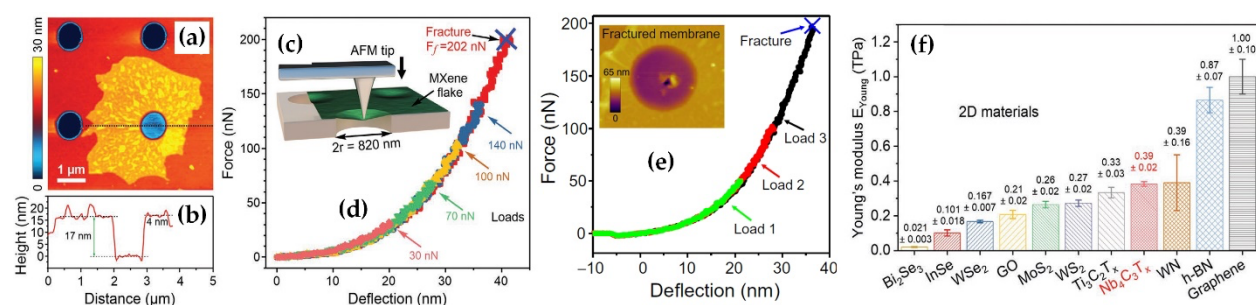 (a)
30 nm
0
1 μm
(b)
Height (nm)
20
15
10
5
0
17 nm
4 nm
0 1 2 3 4 5
Distance (μm)
(c)
Force (nN)
200
150
100
50
0
Fracture
F_f =202 nN
AFM tip
MXene
flake
2r = 820 nm
140 nN
100 nN
(d)
70 nN
Loads
30 nN
0 10 20 30 40
Deflection (nm)
Force (nN)
200
150
100
50
0
Fractured membrane
65 nm
0
Fracture
(e)
Load 3
Load 2
Load 1
−10 0 10 20 30 40
Deflection (nm)
(f)
Young's modulus E_Young (TPa)
1.2
1.0
0.8
0.6
0.4
0.2
0.0
2D materials
0.021
± 0.003
0.101
± 0.018
0.167
± 0.007
0.21
± 0.02
0.26
± 0.02
0.27
± 0.02
0.33
± 0.03
0.39
± 0.02
0.39
± 0.16
0.87
± 0.07
1.00
± 0.10
Bi₂Se₃
InSe
WSe₂
GO
MoS₂
WS₂
Ti₃C₂Tₓ
Nb₄C₃Tₓ
WN
h-BN
Graphene